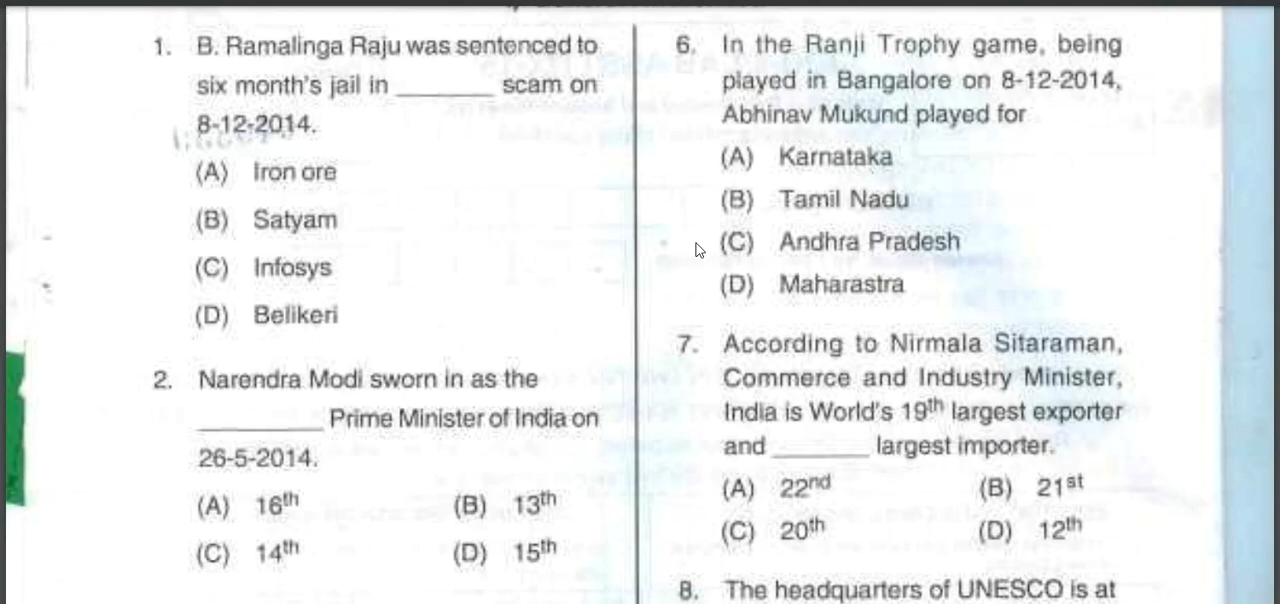 1. B. Ramalinga Raju was sentenced to
six month's jail in ________ scam on
8-12-2014.
(A) Iron ore
(B) Satyam
(C) Infosys
(D) Belikeri
2. Narendra Modi sworn in as the
__________ Prime Minister of India on
26-5-2014.
(A) 16th (B) 13th
(C) 14th (D) 15th
6. In the Ranji Trophy game, being
played in Bangalore on 8-12-2014,
Abhinav Mukund played for
(A) Karnataka
(B) Tamil Nadu
(C) Andhra Pradesh
(D) Maharastra
7. According to Nirmala Sitaraman,
Commerce and Industry Minister,
India is World's 19th largest exporter
and ________ largest importer.
(A) 22nd (B) 21st
(C) 20th (D) 12th
8. The headquarters of UNESCO is at